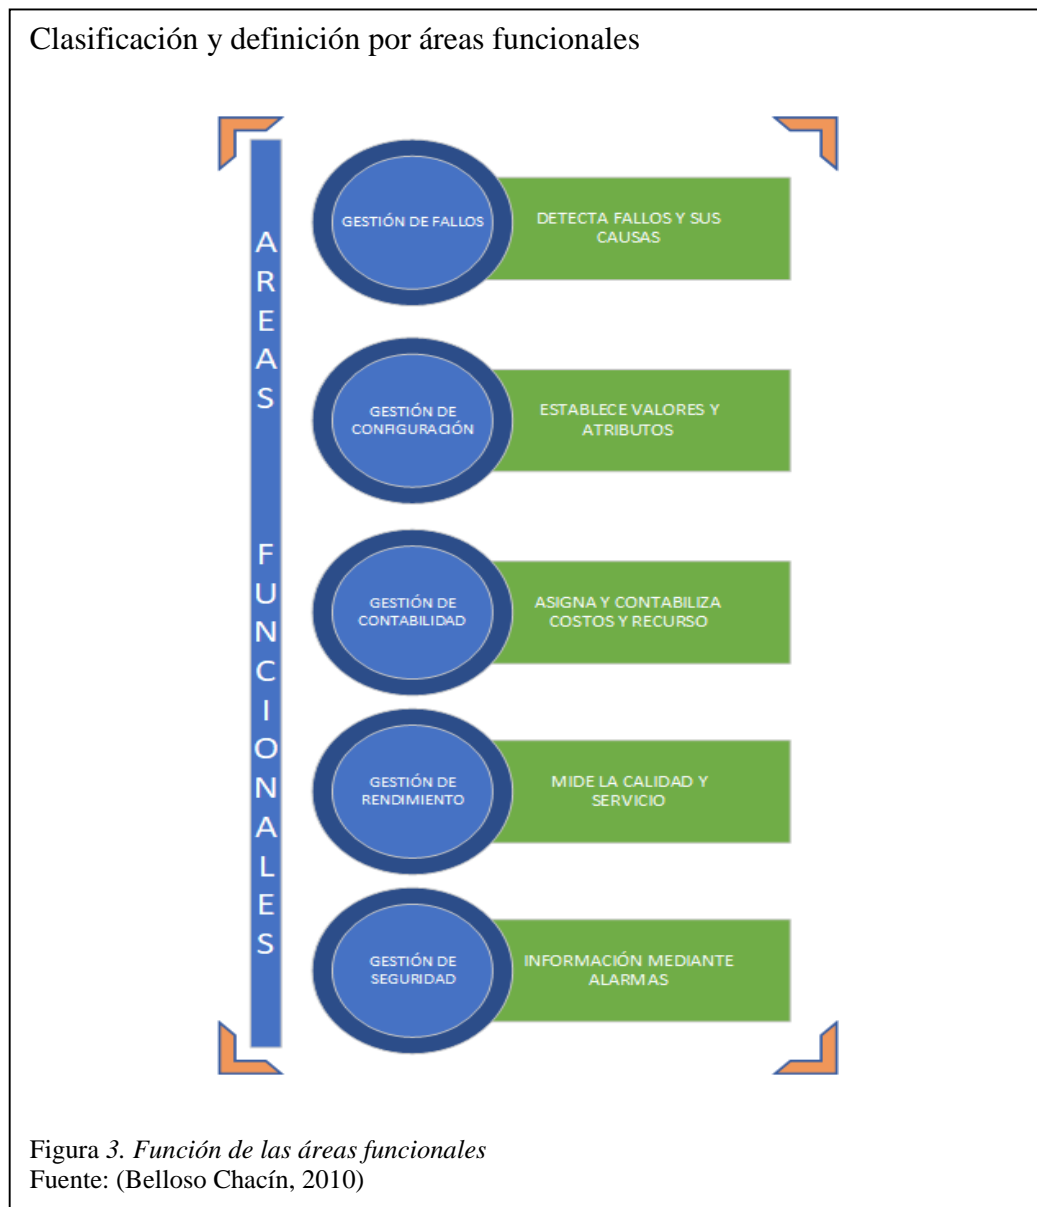 Clasificación y definición por áreas funcionales
AREAS FUNCIONALES
GESTIÓN DE FALLOS
DETECTA FALLOS Y SUS
CAUSAS
GESTIÓN DE
CONFIGURACIÓN
ESTABLECE VALORES Y
ATRIBUTOS
GESTIÓN DE
CONTABILIDAD
ASIGNA Y CONTABILIZA
COSTOS Y RECURSO
GESTIÓN DE
RENDIMIENTO
MIDE LA CALIDAD Y
SERVICIO
GESTIÓN DE
SEGURIDAD
INFORMACIÓN MEDIANTE
ALARMAS
Figura 3. Función de las áreas funcionales
Fuente: (Belloso Chacín, 2010)